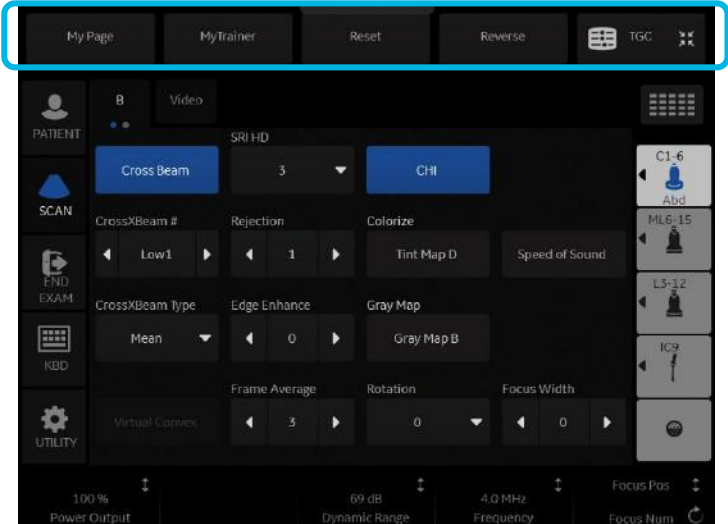 My Page MyTrainer Reset Reverse TGC
B Video
PATIENT
SRI HD
Cross Beam 3 CHI
C1-6
Abd
SCAN
CrossXBeam # Rejection Colorize
ML6-15
Low1 1 Tint Map D Speed of Sound
END
EXAM
L3-12
CrossXBeam Type Edge Enhance Gray Map
Mean 0 Gray Map B
KBD
IC9
Frame Average Rotation Focus Width
Virtual Convex 3 0 0
UTILITY
100 % 69 dB 4.0 MHz Focus Pos
Power Output Dynamic Range Frequency Focus Num